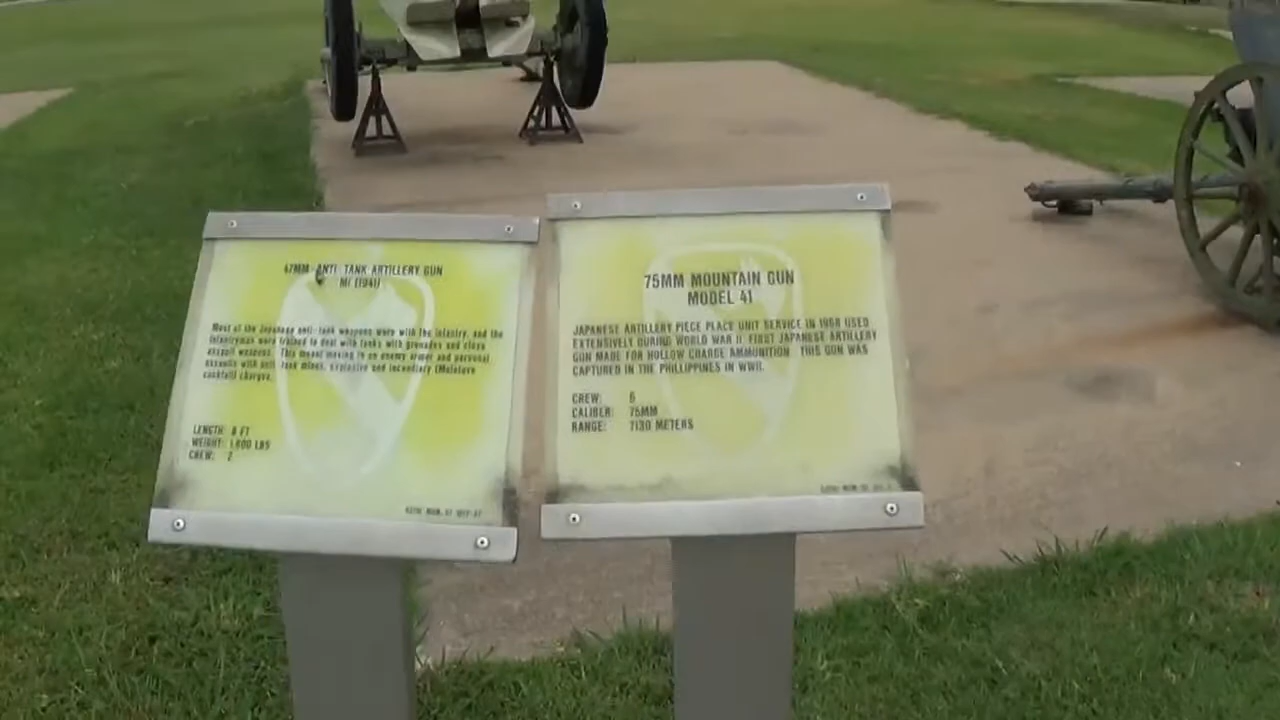 47MM ANTI TANK ARTILLERY GUN
M1 (1941)
Most of the Japanese anti-tank weapons were with the infantry, and the
infantryman were trained to deal with tanks with grenades and close
assault weapons. This meant moving in on enemy armor and personal
assaults with anti tank mines, explosive and incendiary (Molotove
cocktail) charges.
LENGTH: 8 FT
WEIGHT: 1,600 LBS
CREW: 2
75MM MOUNTAIN GUN
MODEL 41
JAPANESE ARTILLERY PIECE PLACE UNIT SERVICE IN 1908 USED
EXTENSIVELY DURING WORLD WAR II. FIRST JAPANESE ARTILLERY
GUN MADE FOR HOLLOW CHARGE AMMUNITION. THIS GUN WAS
CAPTURED IN THE PHILLIPINES IN WWII.
CREW: 6
CALIBER: 75MM
RANGE: 7130 METERS